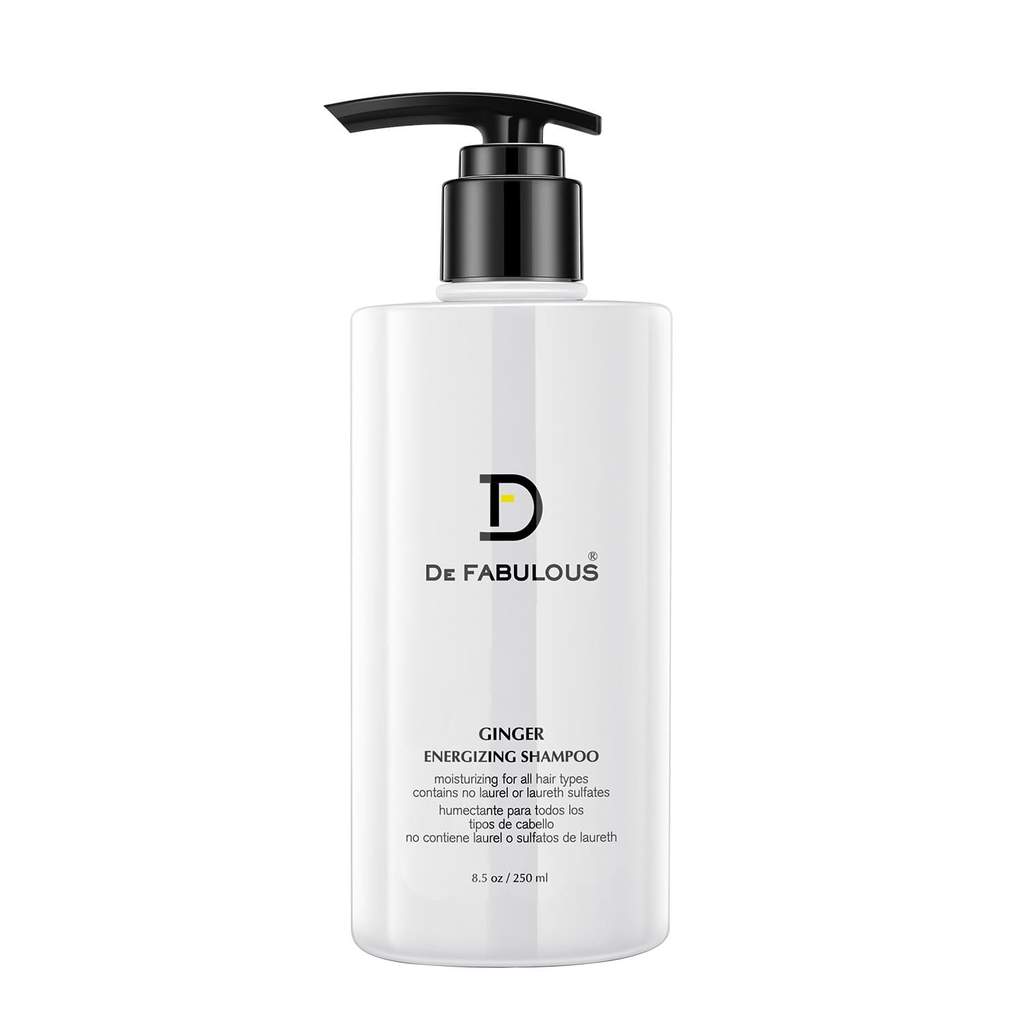 DF
DE FABULOUS®
GINGER
ENERGIZING SHAMPOO
moisturizing for all hair types
contains no laurel or laureth sulfates
humectante para todos los
tipos de cabello
no contiene laurel o sulfatos de laureth
8.5 oz / 250 ml